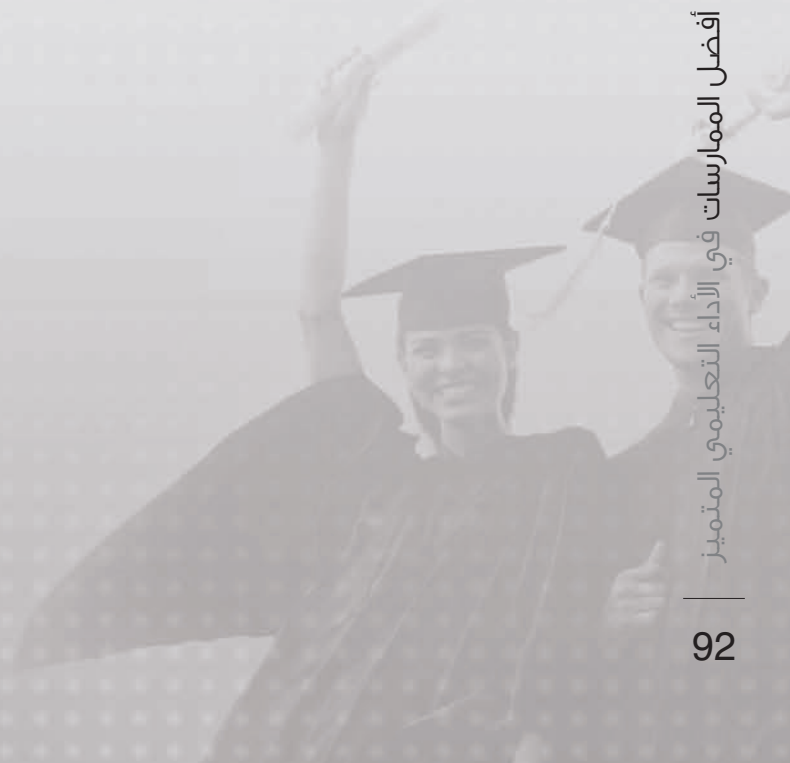 أفضل الممارسات في الأداء التعليمي المتميز
92